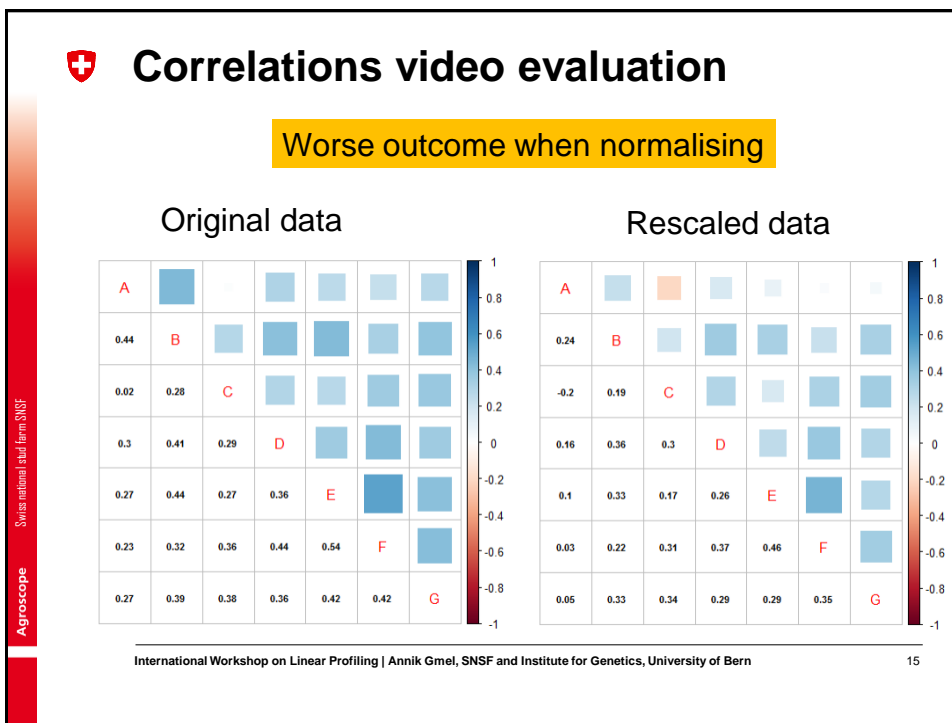 Correlations video evaluation
Worse outcome when normalising
Original data
A
0.44 B
0.02 0.28 C
0.3 0.41 0.29 D
0.27 0.44 0.27 0.36 E
0.23 0.32 0.36 0.44 0.54 F
0.27 0.39 0.38 0.36 0.42 0.42 G
1
0.8
0.6
0.4
0.2
0
-0.2
-0.4
-0.6
-0.8
-1
Rescaled data
A
0.24 B
-0.2 0.19 C
0.16 0.36 0.3 D
0.1 0.33 0.17 0.26 E
0.03 0.22 0.31 0.37 0.46 F
0.05 0.33 0.34 0.29 0.29 0.35 G
1
0.8
0.6
0.4
0.2
0
-0.2
-0.4
-0.6
-0.8
-1
Agroscope Swiss national stud farm SNSF
International Workshop on Linear Profiling | Annik Gmel, SNSF and Institute for Genetics, University of Bern 15